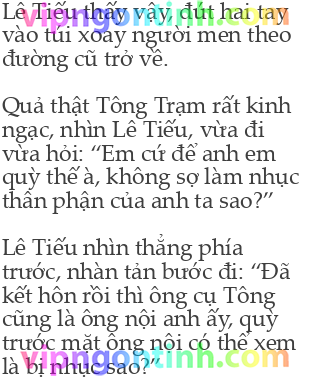 Lê Tiếu thấy vậy, đút hai tay
vào túi xoay người men theo
đường cũ trở về.
Quả thật Tông Trạm rất kinh
ngạc, nhìn Lê Tiếu, vừa đi
vừa hỏi: “Em cứ để anh em
quỳ thế à, không sợ làm nhục
thân phận của anh ta sao?”
Lê Tiếu nhìn thẳng phía
trước, nhàn tản bước đi: “Đã
kết hôn rồi thì ông cụ Tông
cũng là ông nội anh ấy, quỳ
trước mặt ông nội có thể xem
là bị nhục sao?”
vipngontinh.com
vipngontinh.com